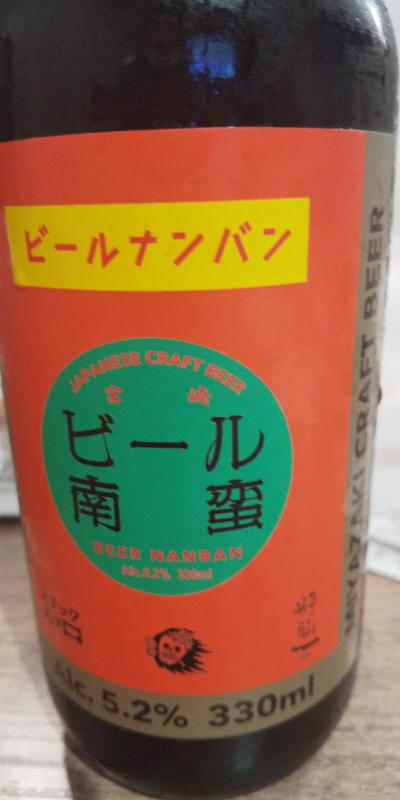 ビールナンバン
JAPANESE CRAFT BEER
宮崎
ビール
南蛮
BEER NANBAN
Alc.5.2% 330ml
Alc. 5.2% 330ml
MIYAZAKI CRAFT BEER